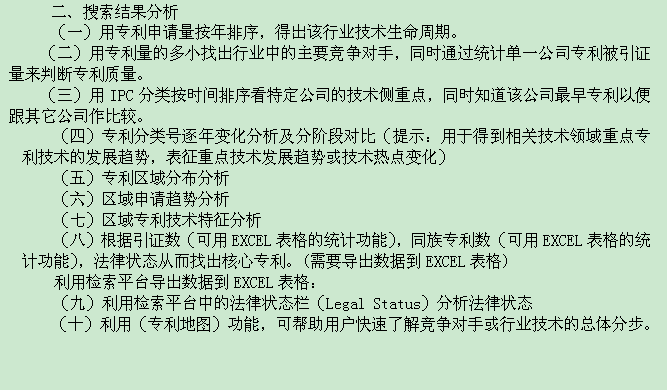 二、搜索结果分析
（一）用专利申请量按年排序，得出该行业技术生命周期。
（二）用专利量的多小找出行业中的主要竞争对手，同时通过统计单一公司专利被引证
量来判断专利质量。
（三）用 IPC 分类按时间排序看特定公司的技术侧重点，同时知道该公司最早专利以便
跟其它公司作比较。
（四）专利分类号逐年变化分析及分阶段对比（提示：用于得到相关技术领域重点专
利技术的发展趋势，表征重点技术发展趋势或技术热点变化）
（五）专利区域分布分析
（六）区域申请趋势分析
（七）区域专利技术特征分析
（八）根据引证数（可用 EXCEL 表格的统计功能），同族专利数（可用 EXCEL 表格的统
计功能），法律状态从而找出核心专利。(需要导出数据到 EXCEL 表格)
利用检索平台导出数据到 EXCEL 表格：
（九）利用检索平台中的法律状态栏（Legal Status）分析法律状态
（十）利用（专利地图）功能，可帮助用户快速了解竞争对手或行业技术的总体分步。